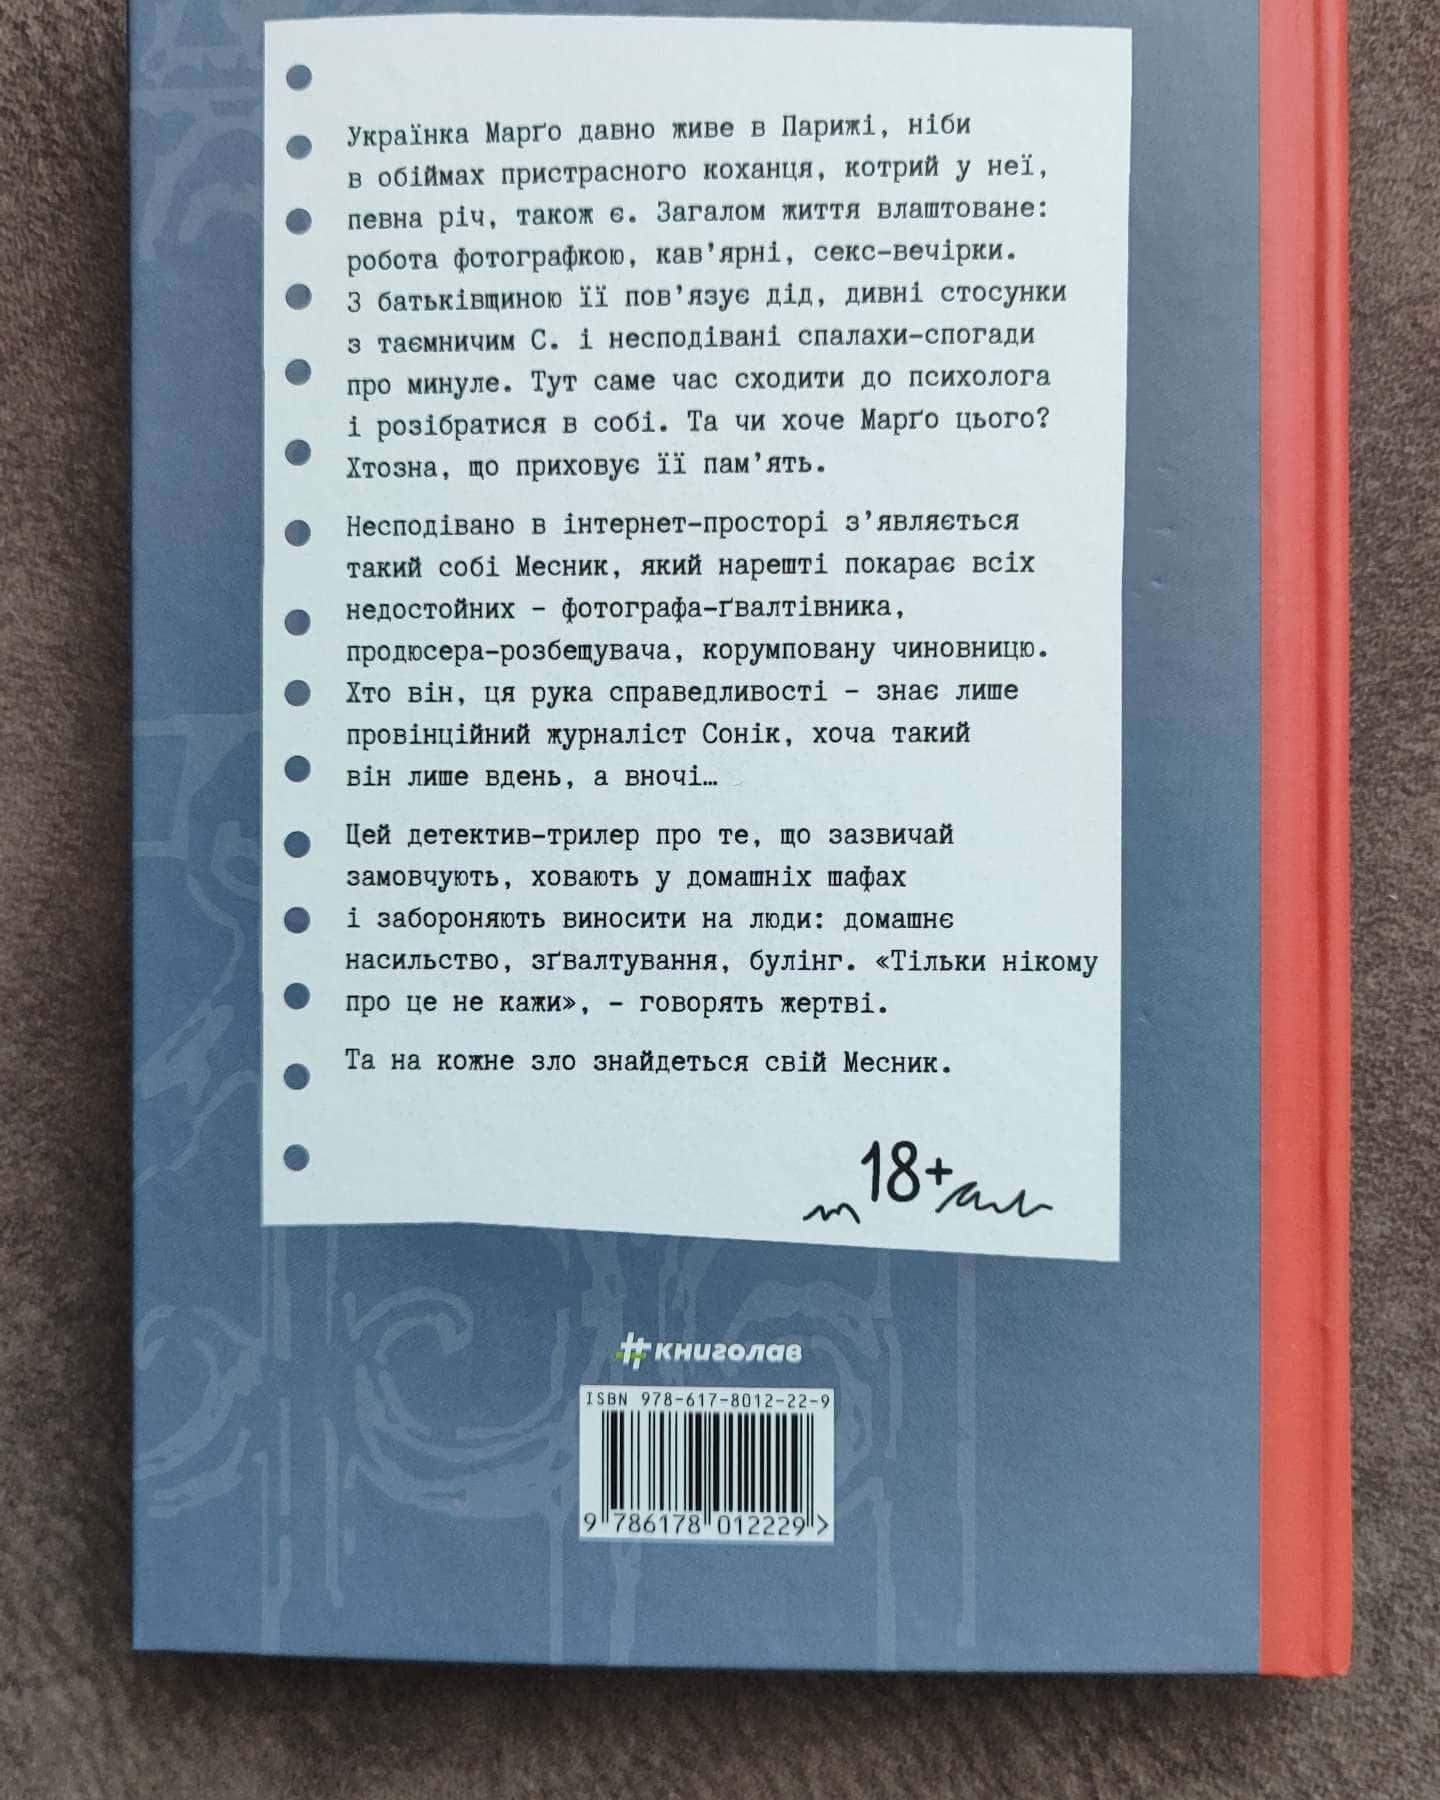 Українка Марґо давно живе в Парижі, ніби
в обіймах пристрасного коханця, котрий у неї,
певна річ, також є. Загалом життя влаштоване:
робота фотографкою, кав’ярні, секс-вечірки.
З батьківщиною її пов’язує дід, дивні стосунки
з таємничим С. і несподівані спалахи-спогади
про минуле. Тут саме час сходити до психолога
і розібратися в собі. Та чи хоче Марґо цього?
Хтозна, що приховує її пам’ять.
Несподівано в інтернет-просторі з’являється
такий собі Месник, який нарешті покарає всіх
недостойних – фотографа-ґвалтівника,
продюсера-розбещувача, корумповану чиновницю.
Хто він, ця рука справедливості – знає лише
провінційний журналіст Сонік, хоча такий
він лише вдень, а вночі…
Цей детектив-трилер про те, що зазвичай
замовчують, ховають у домашніх шафах
і забороняють виносити на люди: домашнє
насильство, зґвалтування, булінг. «Тільки нікому
про це не кажи», – говорять жертві.
Та на кожне зло знайдеться свій Месник.
18+
#книголав
ISBN 978-617-8012-22-9
9 786178 012229 >